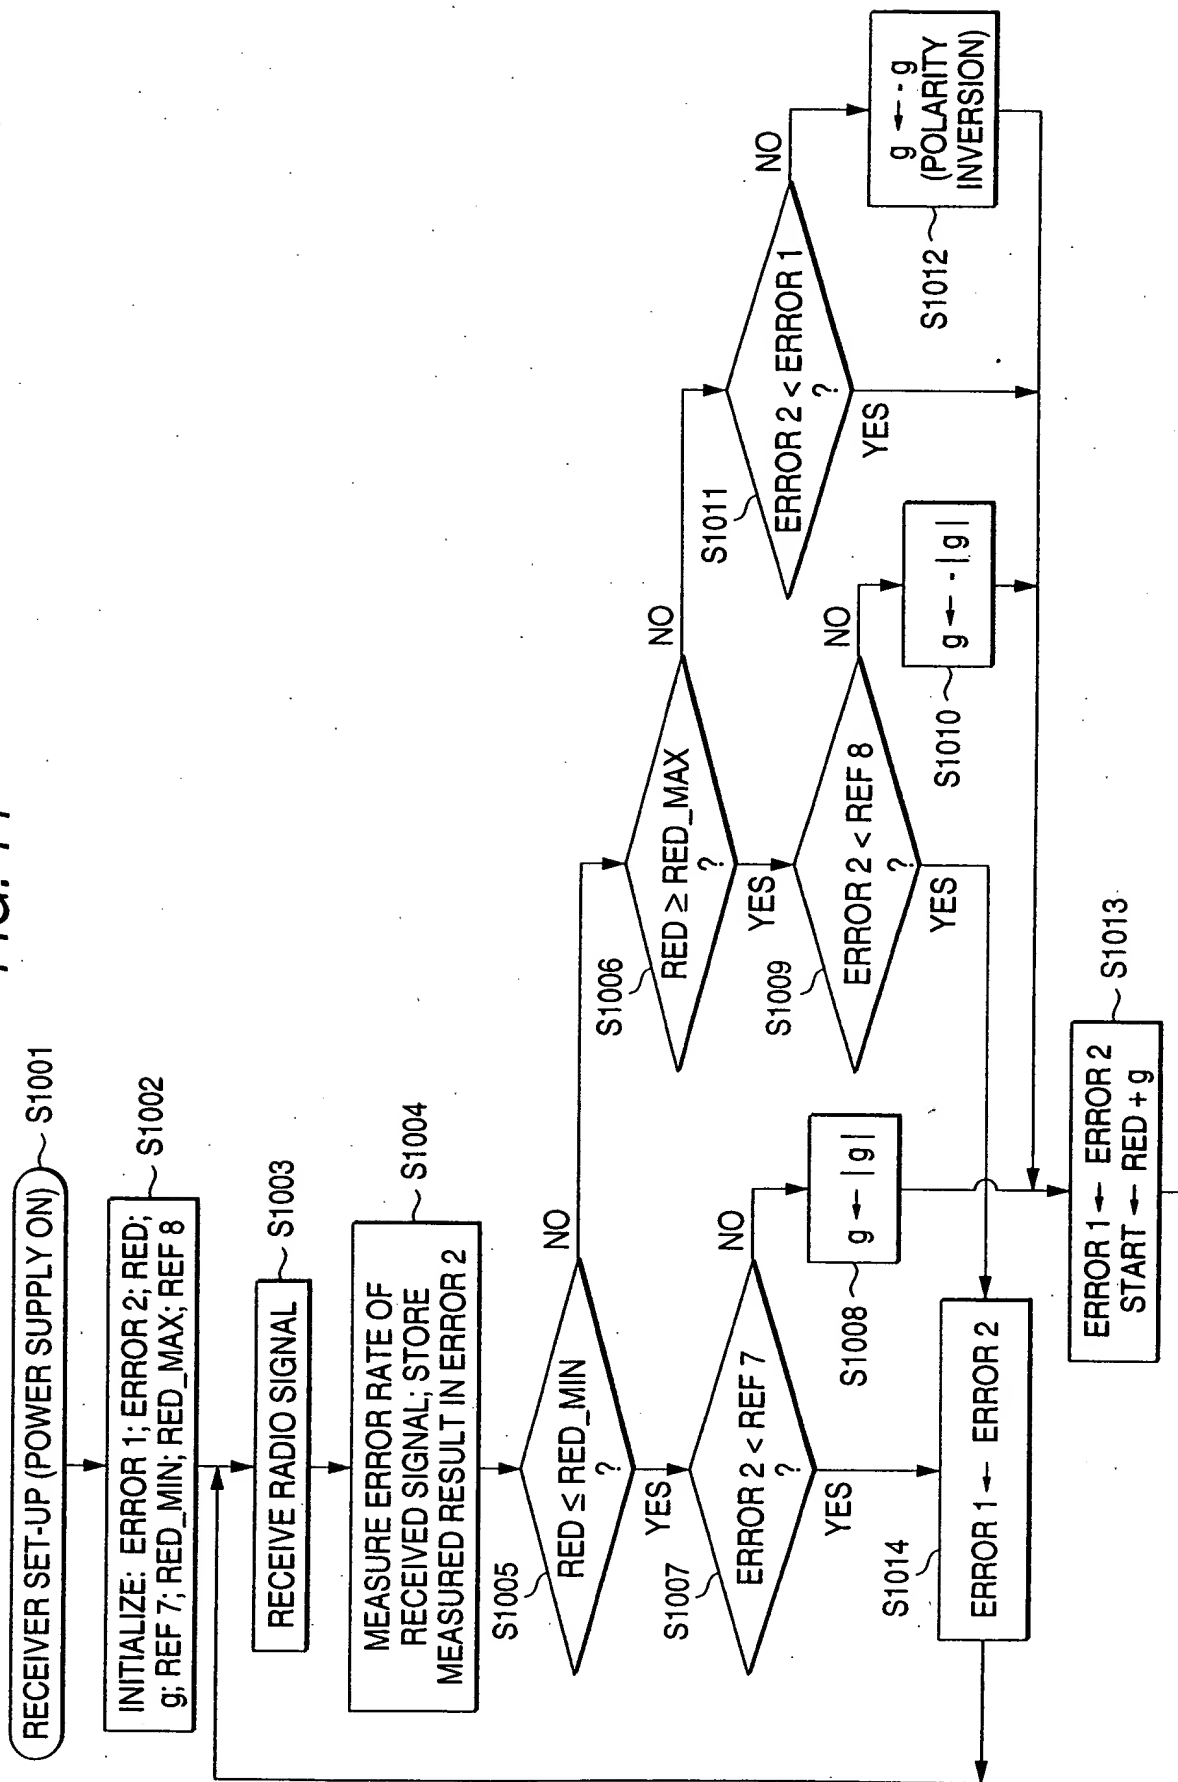 RECEIVER SET-UP (POWER SUPPLY ON)
S1001
INITIALIZE: ERROR 1; ERROR 2; RED;
g; REF 7; RED_MIN; RED_MAX; REF 8
S1002
RECEIVE RADIO SIGNAL
S1003
MEASURE ERROR RATE OF
RECEIVED SIGNAL; STORE
MEASURED RESULT IN ERROR 2
S1004
S1005
RED ≤ RED_MIN
?
NO
YES
S1006
RED ≥ RED_MAX
?
NO
YES
S1007
ERROR 2 < REF 7
?
NO
YES
S1008
g ← |g|
S1009
ERROR 2 < REF 8
?
NO
YES
S1010
g ← -|g|
S1011
ERROR 2 < ERROR 1
?
NO
YES
S1012
g ← -g
(POLARITY
INVERSION)
S1014
ERROR 1 ← ERROR 2
ERROR 1 ← ERROR 2
START ← RED + g
S1013